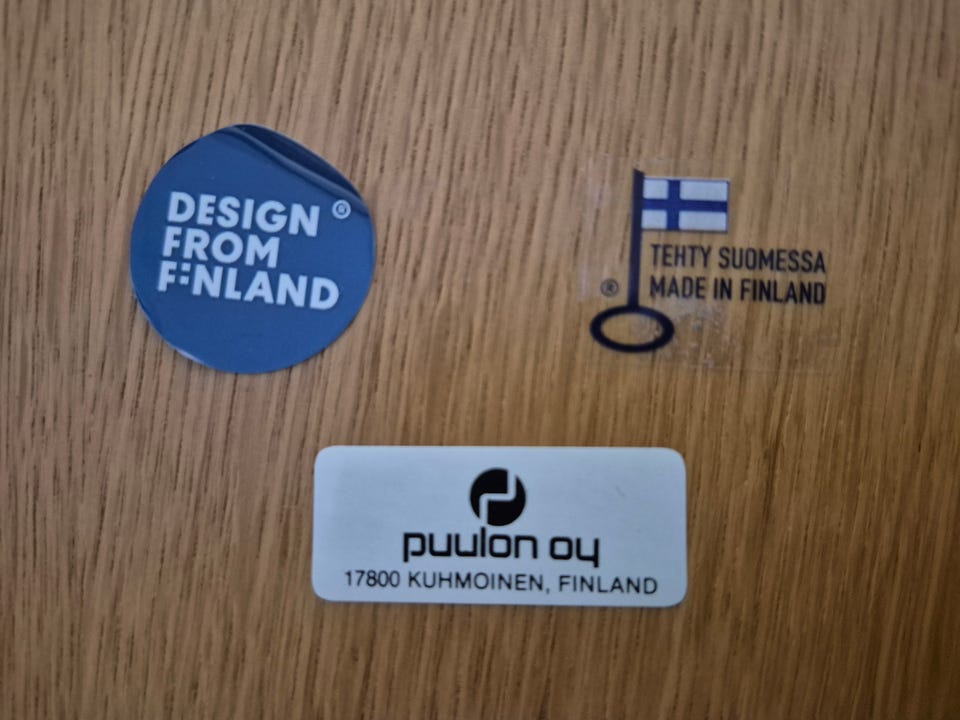 DESIGN ®
FROM
FINLAND
TEHTY SUOMESSA
® MADE IN FINLAND
puulon oy
17800 KUHMOINEN, FINLAND